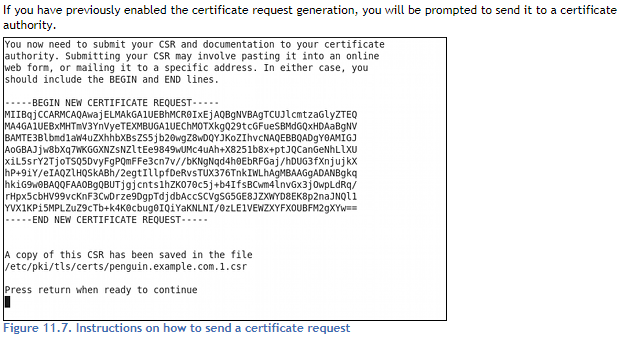 If you have previously enabled the certificate request generation, you will be prompted to send it to a certificate
authority.
You now need to submit your CSR and documentation to your certificate
authority. Submitting your CSR may involve pasting it into an online
web form, or mailing it to a specific address. In either case, you
should include the BEGIN and END lines.
-----BEGIN NEW CERTIFICATE REQUEST-----
MIIBqjCCARMCAQAwajELMAkGA1UEBhMCR0IxEjAQBgNVBAgTCUJlcmtzaGlyZTEQ
MA4GA1UEBxMHTmV3YnVyeTEXMBUGA1UEChMOTXkgQ29tcGFueSBMdGQxHDAaBgNV
BAMTE3Blbmd1aW4uZXhhbXBsZS5jb20wgZ8wDQYJKoZIhvcNAQEBBQADgY0AMIGJ
AoGBAJjw8bXq7WKGGXNZsNZltEe9849wUMc4uAh+X8251b8x+ptJQCanGeNhLlXU
xiL5srY2TjoTSQ5DvyFgPQmFFe3cn7v//bKNgNqd4h0EbRFGaj/hDUG3fXnjujkX
hP+9iY/eIAQZlHQSkABh/2egtIllpfDeRvsTUX376TnkIWLhAgMBAAGgADANBgkq
hkiG9w0BAQQFAAOBgQBUTjgjcnts1hZKO70c5j+b4IfsBCwm4lnvGx3jOwpLdRq/
rHpx5cbHV99vcKnF3CwDrze9DgpTdjdbAccSCVgSG5GE8JZXWYD8EK8p2naJNQl1
YVX1KPi5MPLZuZ9cTb+k4K0cbug0IQiYaKNLNI/0zLE1VEWZXYFXOUBFM2gXYw==
-----END NEW CERTIFICATE REQUEST-----
A copy of this CSR has been saved in the file
/etc/pki/tls/certs/penguin.example.com.1.csr
Press return when ready to continue
Figure 11.7. Instructions on how to send a certificate request